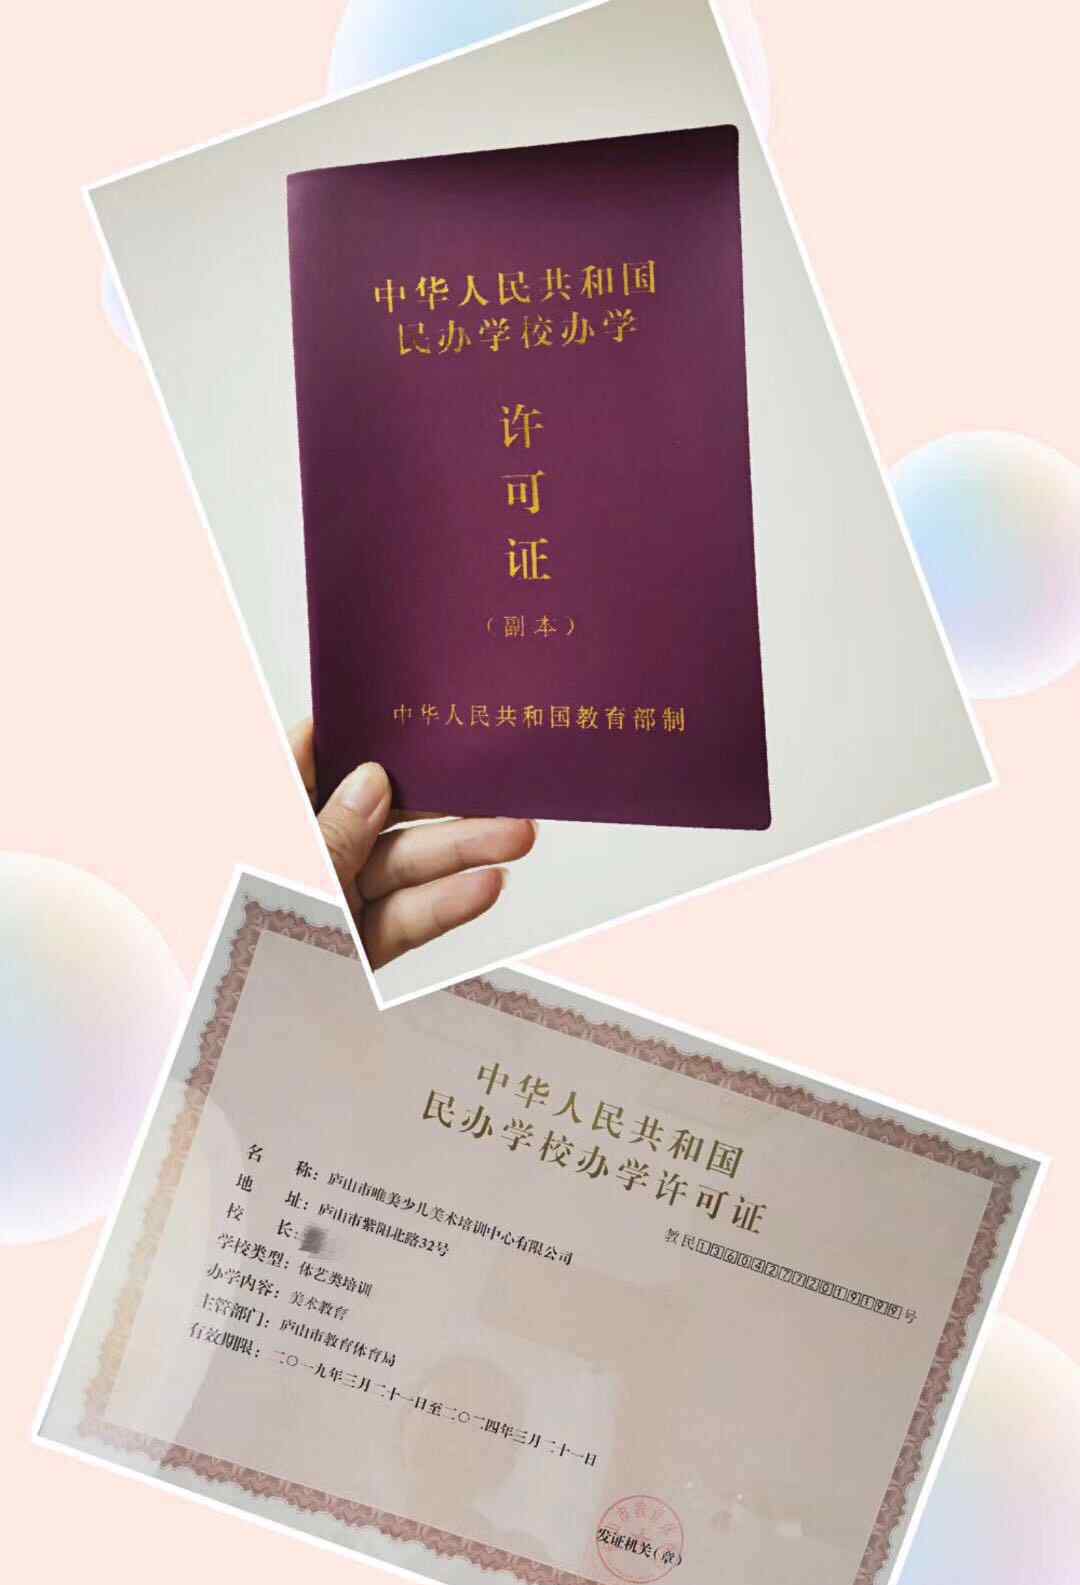 中华人民共和国
民办学校办学
许
可
证
（副本）
中华人民共和国教育部制
中华人民共和国
民办学校办学许可证
教民136042772019199号
名　　称：庐山市唯美少儿美术培训中心有限公司
地　　址：庐山市紫阳北路32号
校　　长：
学校类型：体艺类培训
办学内容：美术教育
主管部门：庐山市教育体育局
有效期限：二〇一九年三月二十一日至二〇二四年三月二十一日
发证机关（章）